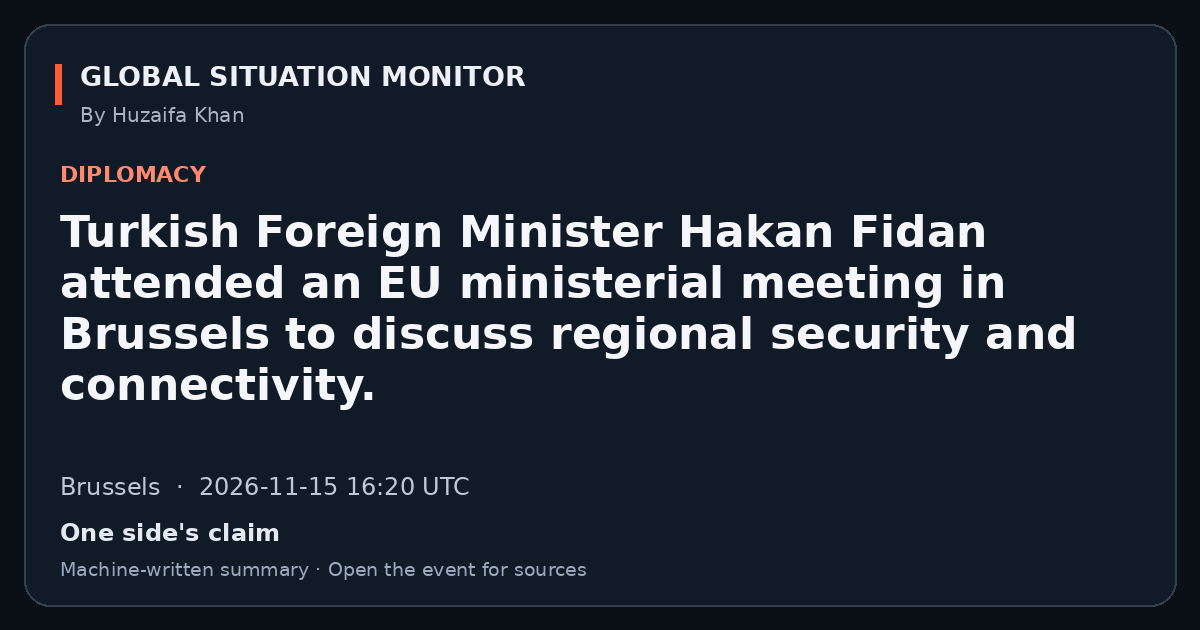 GLOBAL SITUATION MONITOR
By Huzaifa Khan
DIPLOMACY
Turkish Foreign Minister Hakan Fidan
attended an EU ministerial meeting in
Brussels to discuss regional security and
connectivity.
Brussels · 2026-11-15 16:20 UTC
One side's claim
Machine-written summary · Open the event for sources